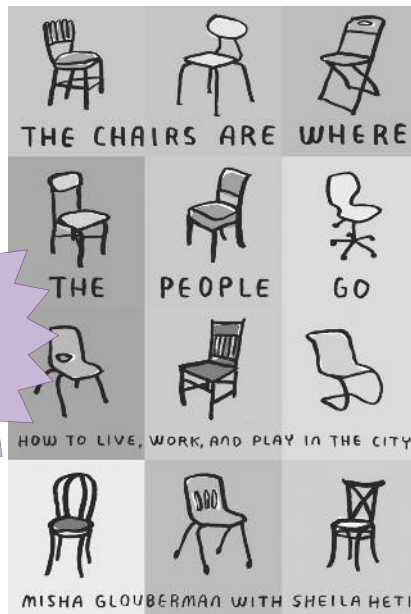 THE CHAIRS ARE WHERE
THE PEOPLE GO
HOW TO LIVE, WORK, AND PLAY IN THE CITY
MISHA GLOUBERMAN WITH SHEILA HETI